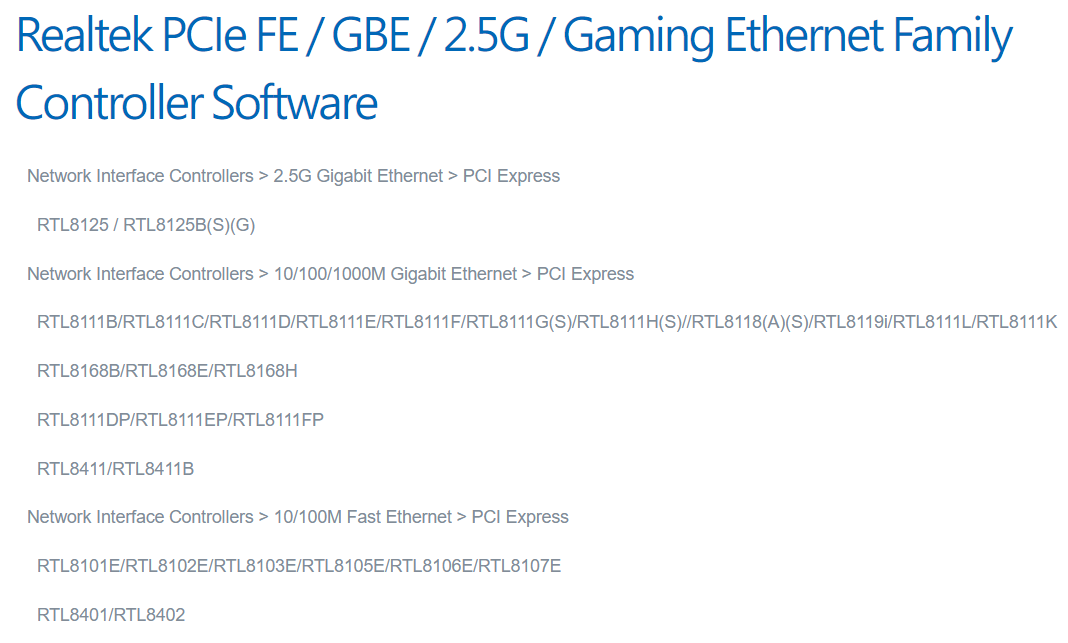 Realtek PCIe FE / GBE / 2.5G / Gaming Ethernet Family
Controller Software
Network Interface Controllers > 2.5G Gigabit Ethernet > PCI Express
RTL8125 / RTL8125B(S)(G)
Network Interface Controllers > 10/100/1000M Gigabit Ethernet > PCI Express
RTL8111B/RTL8111C/RTL8111D/RTL8111E/RTL8111F/RTL8111G(S)/RTL8111H(S)//RTL8118(A)(S)/RTL8119i/RTL8111L/RTL8111K
RTL8168B/RTL8168E/RTL8168H
RTL8111DP/RTL8111EP/RTL8111FP
RTL8411/RTL8411B
Network Interface Controllers > 10/100M Fast Ethernet > PCI Express
RTL8101E/RTL8102E/RTL8103E/RTL8105E/RTL8106E/RTL8107E
RTL8401/RTL8402